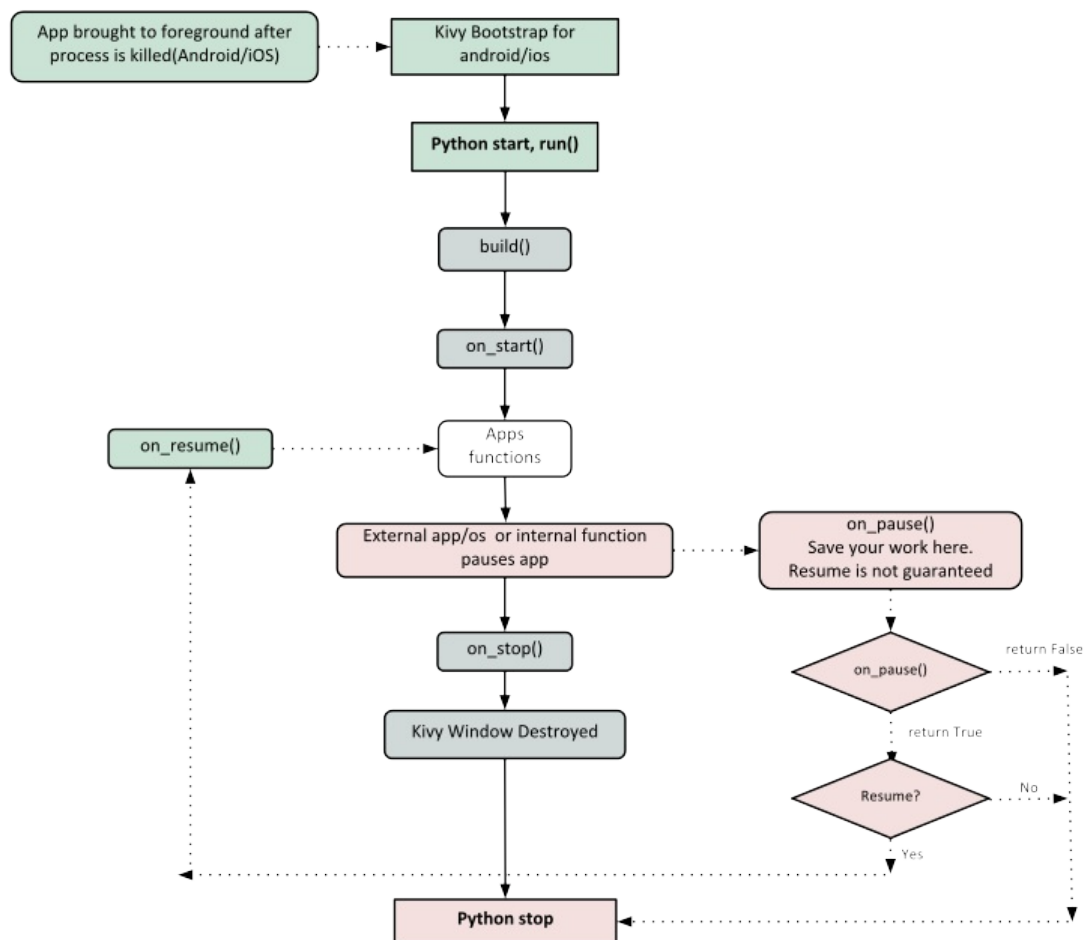 App brought to foreground after
process is killed(Android/iOS)
Kivy Bootstrap for
android/ios
Python start, run()
build()
on_start()
on_resume()
Apps
functions
External app/os or internal function
pauses app
on_pause()
Save your work here.
Resume is not guaranteed
on_stop()
on_pause()
return False
Kivy Window Destroyed
return True
Resume?
No
Yes
Python stop